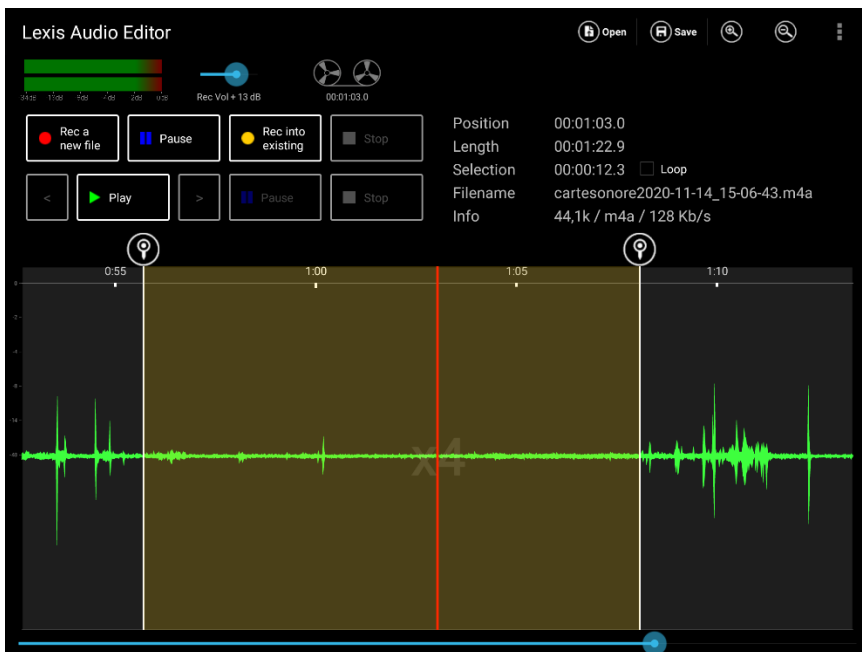 Lexis Audio Editor
Open
Save
Rec Vol + 13 dB
00:01:03.0
Rec a
new file
Pause
Rec into
existing
Stop
<
Play
>
Pause
Stop
Position 00:01:03.0
Length 00:01:22.9
Selection 00:00:12.3 Loop
Filename cartesonore2020-11-14_15-06-43.m4a
Info 44,1k / m4a / 128 Kb/s
0:55 1:00 1:05 1:10
x4